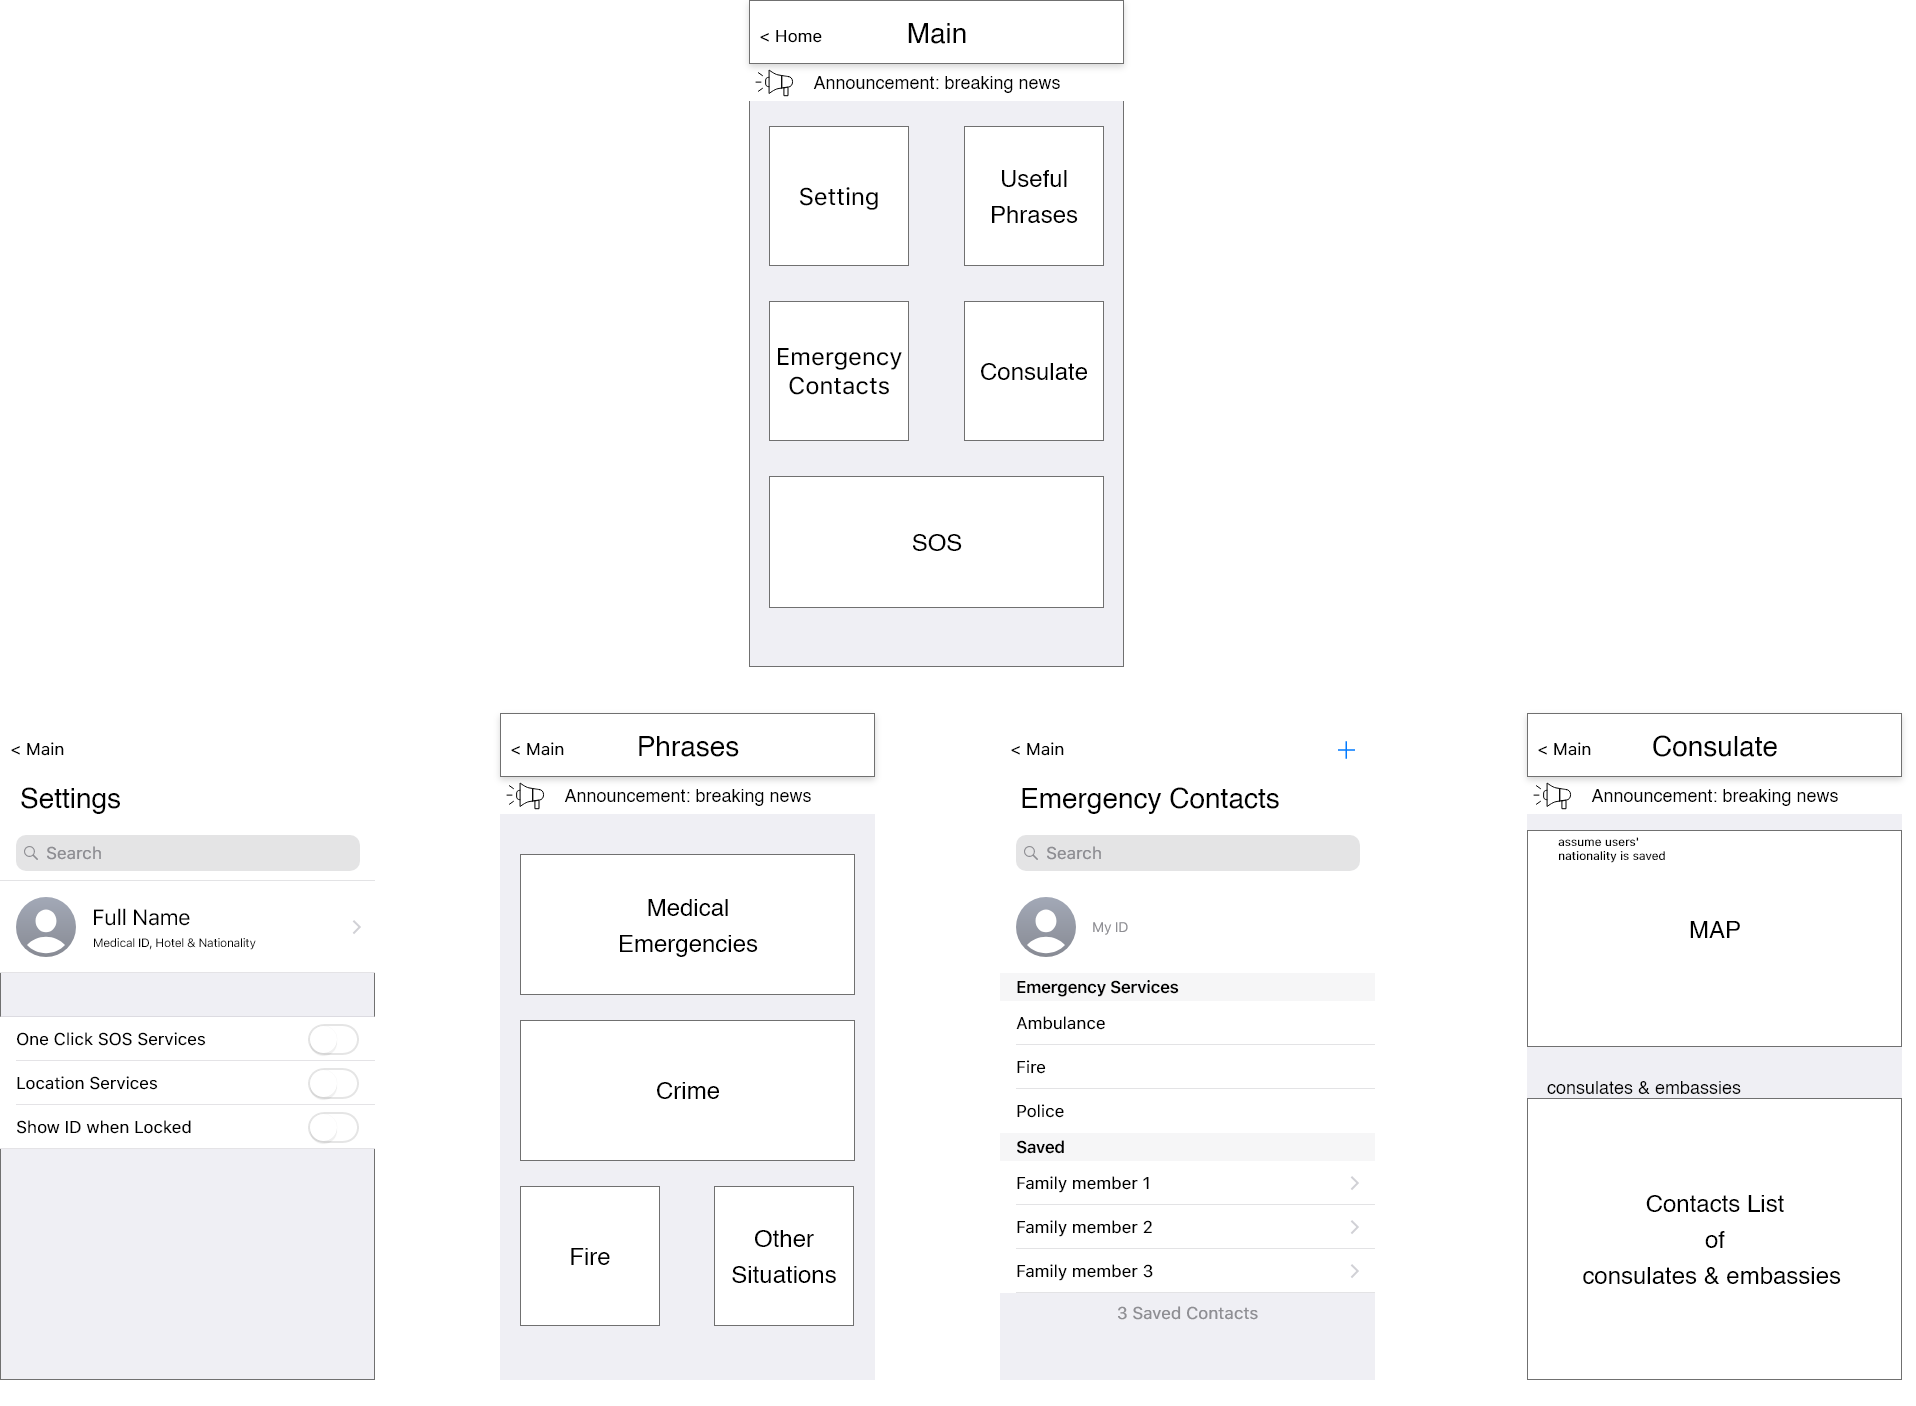 < Home
Main
Announcement: breaking news
Setting
Useful
Phrases
Emergency
Contacts
Consulate
SOS
< Main
Settings
Search
Full Name
Medical ID, Hotel & Nationality
One Click SOS Services
Location Services
Show ID when Locked
< Main
Phrases
Announcement: breaking news
Medical
Emergencies
Crime
Fire
Other
Situations
< Main
+
Emergency Contacts
Search
My ID
Emergency Services
Ambulance
Fire
Police
Saved
Family member 1
Family member 2
Family member 3
3 Saved Contacts
< Main
Consulate
Announcement: breaking news
assume users'
nationality is saved
MAP
consulates & embassies
Contacts List
of
consulates & embassies